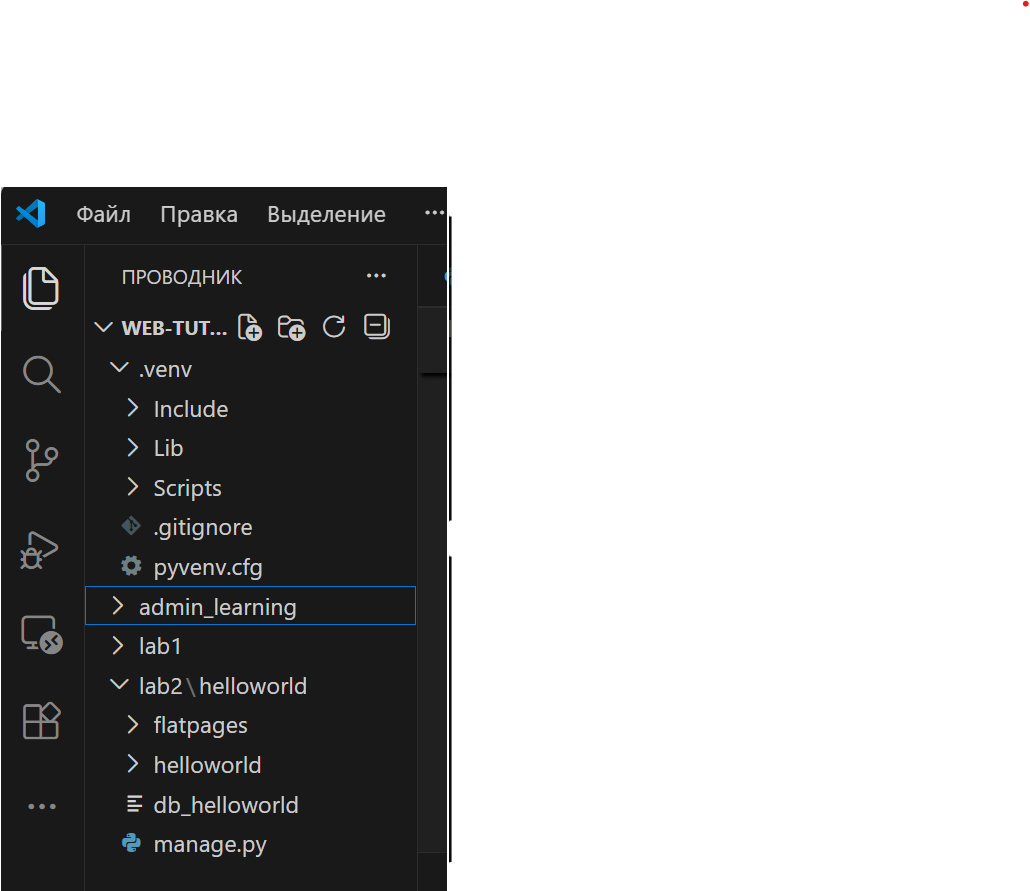 Файл Правка Выделение ...
ПРОВОДНИК ...
WEB-TUT...
.venv
Include
Lib
Scripts
.gitignore
pyvenv.cfg
admin_learning
lab1
lab2\helloworld
flatpages
helloworld
db_helloworld
manage.py